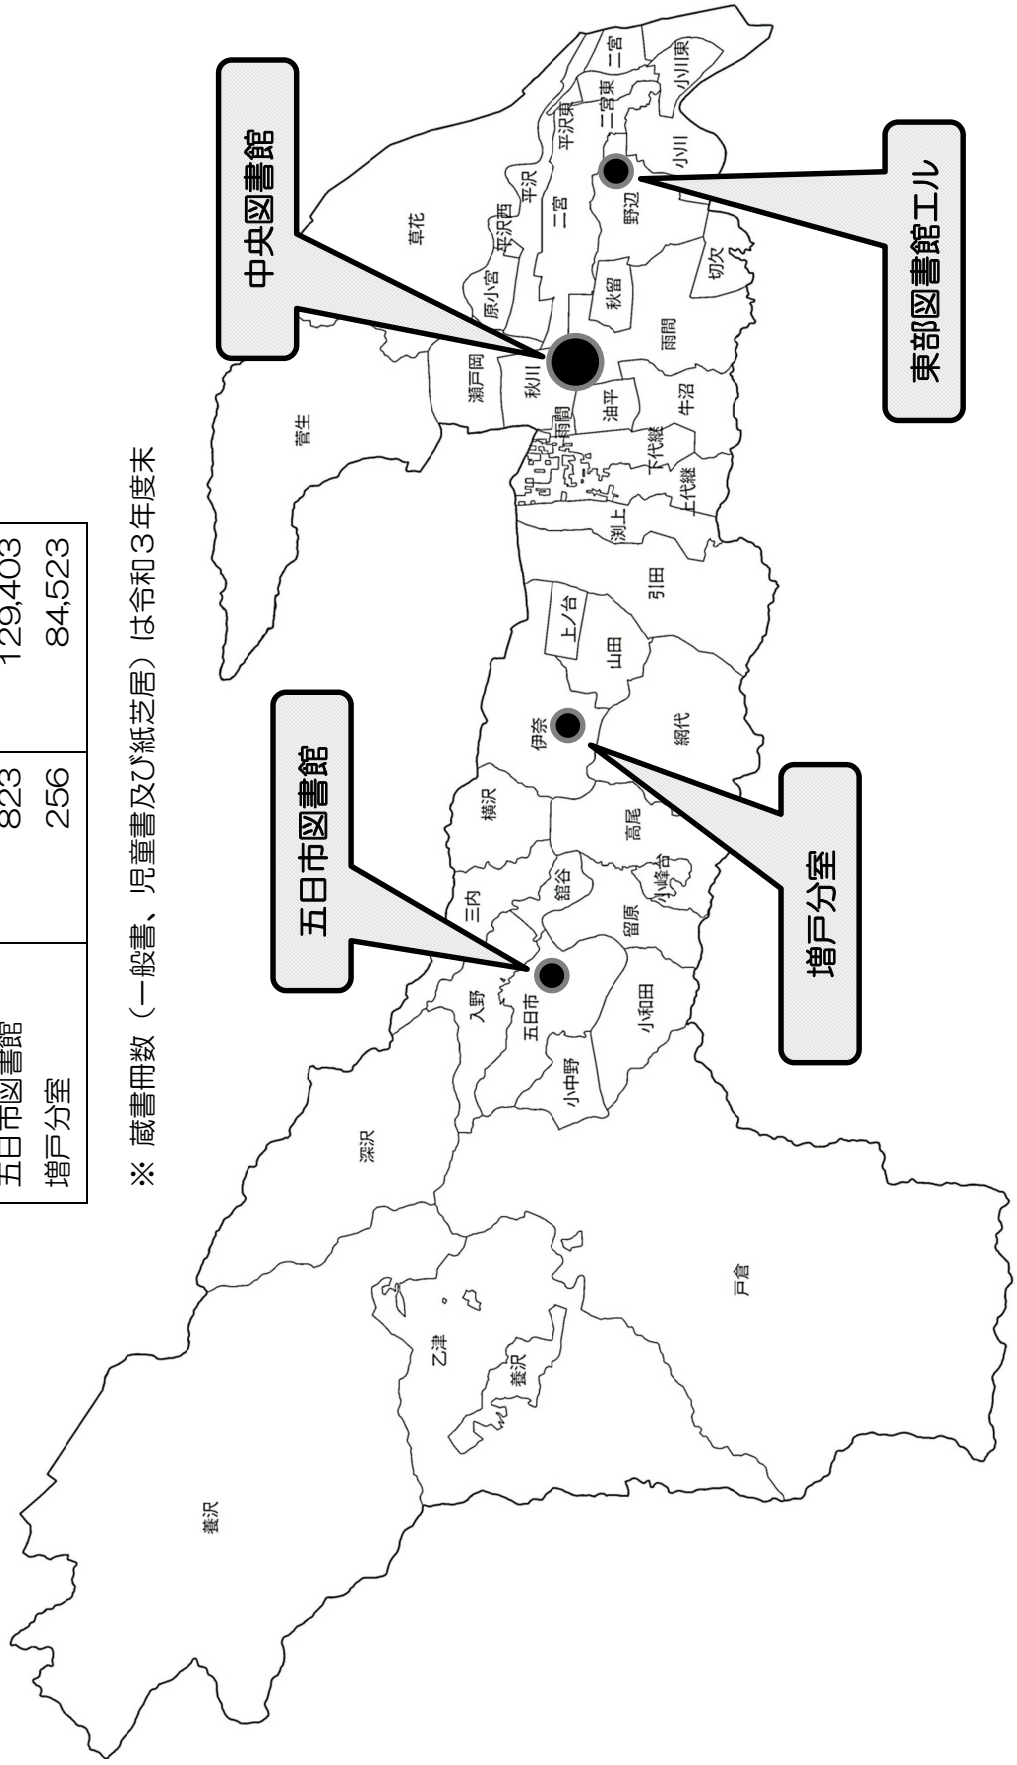 五日市図書館 823 129,403
増戸分室 256 84,523
※ 蔵書冊数（一般書、児童書及び紙芝居）は令和３年度末
中央図書館
五日市図書館
養沢
菅生
深沢
草花
乙津
三内
入野
横沢
瀬戸岡
原小宮
平沢西
平沢
平沢東
養沢
五日市
伊奈
秋川
二宮
小中野
舘谷
上ノ台
雨間
二宮東
二宮
小和田
留原
高尾
山田
渕上
油平
秋留
野辺
小峰台
引田
下代継
雨間
小川
小川東
戸倉
網代
上代継
牛沼
切欠
増戸分室
東部図書館エル